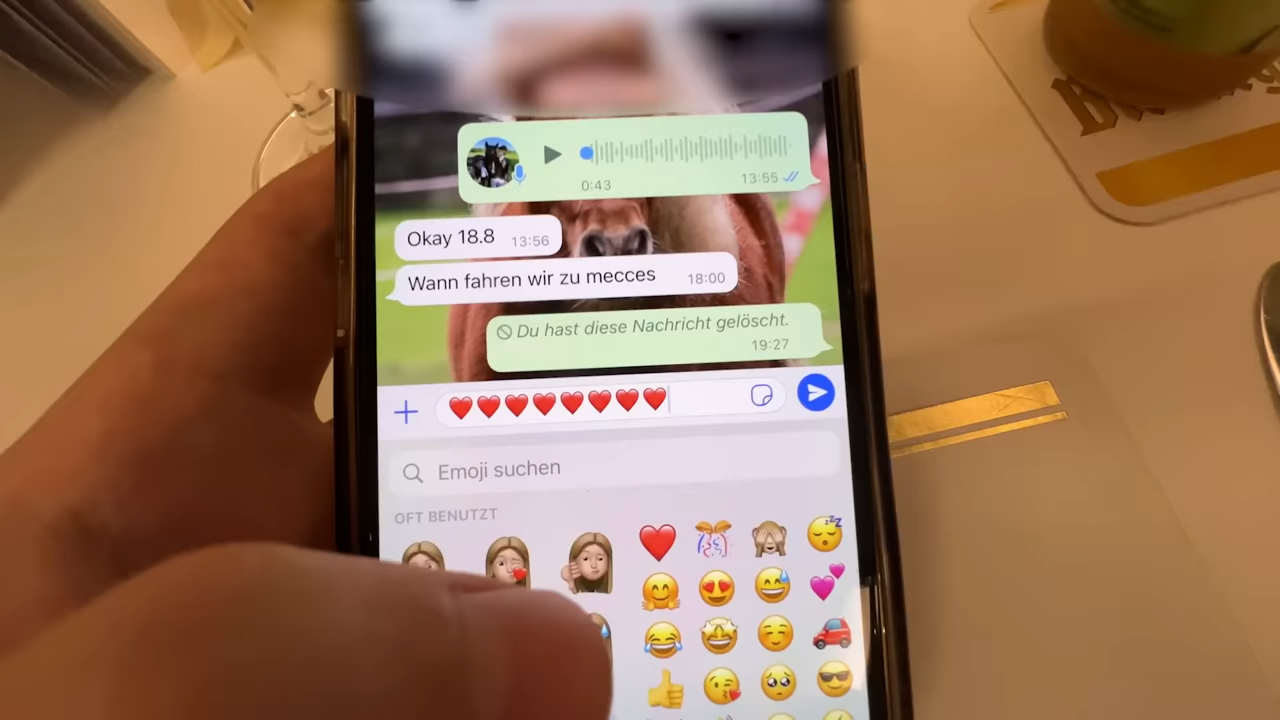 0:43
13:55
Okay 18.8 13:56
Wann fahren wir zu mecces 18:00
Du hast diese Nachricht gelöscht.
19:27
Emoji suchen
OFT BENUTZT